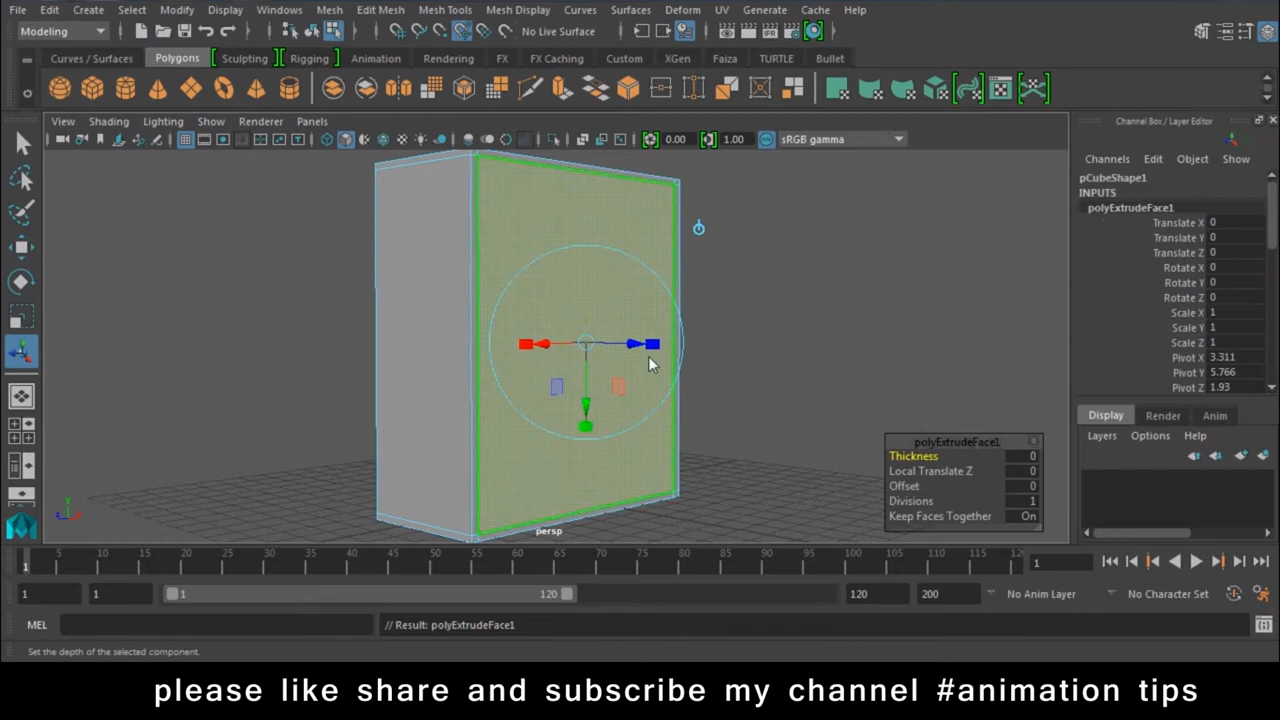 File Edit Create Select Modify Display Windows Mesh Edit Mesh Mesh Tools Mesh Display Curves Surfaces Deform UV Generate Cache Help
Modeling No Live Surface
Curves / Surfaces Polygons Sculpting Rigging Animation Rendering FX FX Caching Custom XGen Faiza TURTLE Bullet
IPR
View Shading Lighting Show Renderer Panels
0.00 1.00 sRGB gamma
Channel Box / Layer Editor
Channels Edit Object Show
pCubeShape1
INPUTS
polyExtrudeFace1
Translate X 0
Translate Y 0
Translate Z 0
Rotate X 0
Rotate Y 0
Rotate Z 0
Scale X 1
Scale Y 1
Scale Z 1
Pivot X 3.311
Pivot Y 5.766
Pivot Z 1.93
Display Render Anim
Layers Options Help
polyExtrudeFace1
Thickness 0
Local Translate Z 0
Offset 0
Divisions 1
Keep Faces Together On
persp
1 5 10 15 20 25 30 35 40 45 50 55 60 65 70 75 80 85 90 95 100 105 110 115 12 1
1 1 1 120 120 200 No Anim Layer No Character Set
MEL // Result: polyExtrudeFace1
Set the depth of the selected component.
please like share and subscribe my channel #animation tips